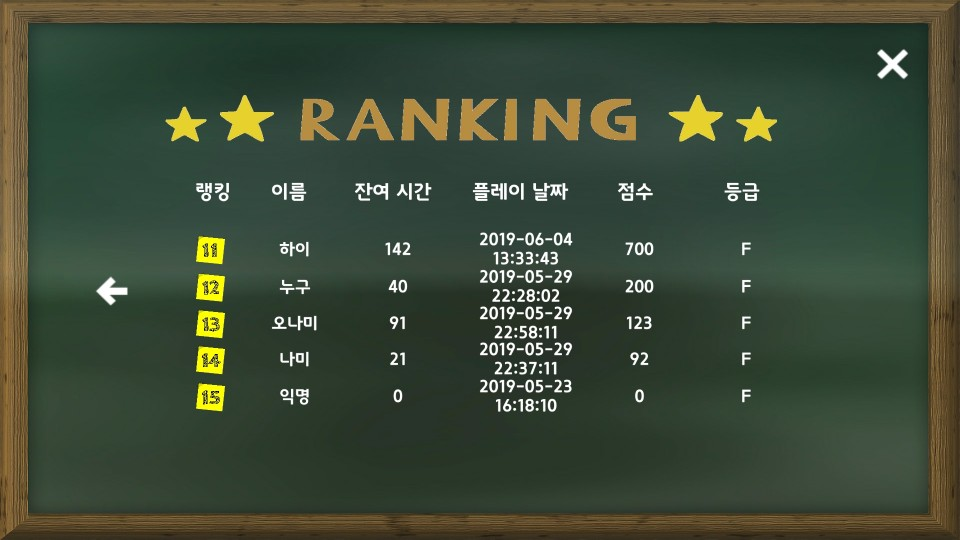 RANKING
랭킹 이름 잔여 시간 플레이 날짜 점수 등급
11 하이 142 2019-06-04 13:33:43 700 F
12 누구 40 2019-05-29 22:28:02 200 F
13 오나미 91 2019-05-29 22:58:11 123 F
14 나미 21 2019-05-29 22:37:11 92 F
15 익명 0 2019-05-23 16:18:10 0 F